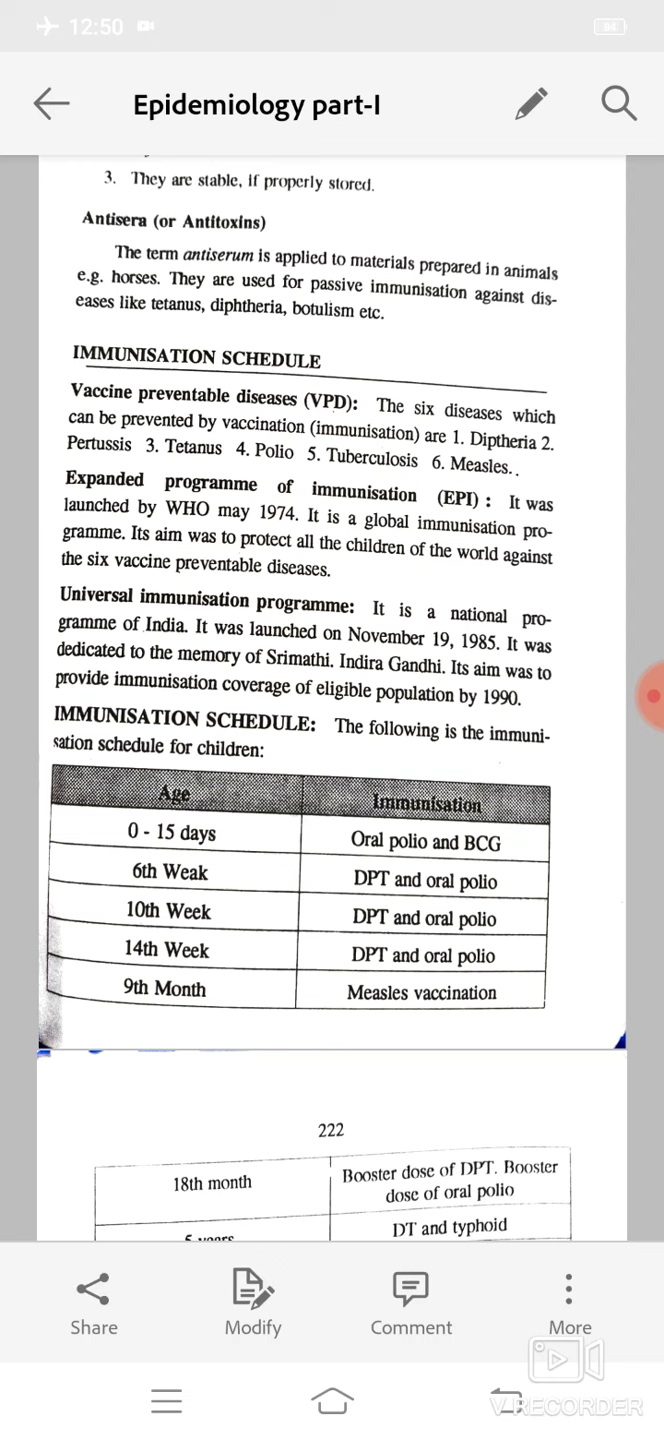 12:50
94
Epidemiology part-I
3. They are stable, if properly stored.
Antisera (or Antitoxins)
The term antiserum is applied to materials prepared in animals
e.g. horses. They are used for passive immunisation against dis-
eases like tetanus, diphtheria, botulism etc.
IMMUNISATION SCHEDULE
Vaccine preventable diseases (VPD): The six diseases which
can be prevented by vaccination (immunisation) are 1. Diptheria 2.
Pertussis 3. Tetanus 4. Polio 5. Tuberculosis 6. Measles..
Expanded programme of immunisation (EPI) : It was
launched by WHO may 1974. It is a global immunisation pro-
gramme. Its aim was to protect all the children of the world against
the six vaccine preventable diseases.
Universal immunisation programme: It is a national pro-
gramme of India. It was launched on November 19, 1985. It was
dedicated to the memory of Srimathi. Indira Gandhi. Its aim was to
provide immunisation coverage of eligible population by 1990.
IMMUNISATION SCHEDULE: The following is the immuni-
sation schedule for children:
Age Immunisation
0 - 15 days Oral polio and BCG
6th Weak DPT and oral polio
10th Week DPT and oral polio
14th Week DPT and oral polio
9th Month Measles vaccination
222
18th month Booster dose of DPT. Booster
dose of oral polio
5 years DT and typhoid
Share Modify Comment More
V RECORDER